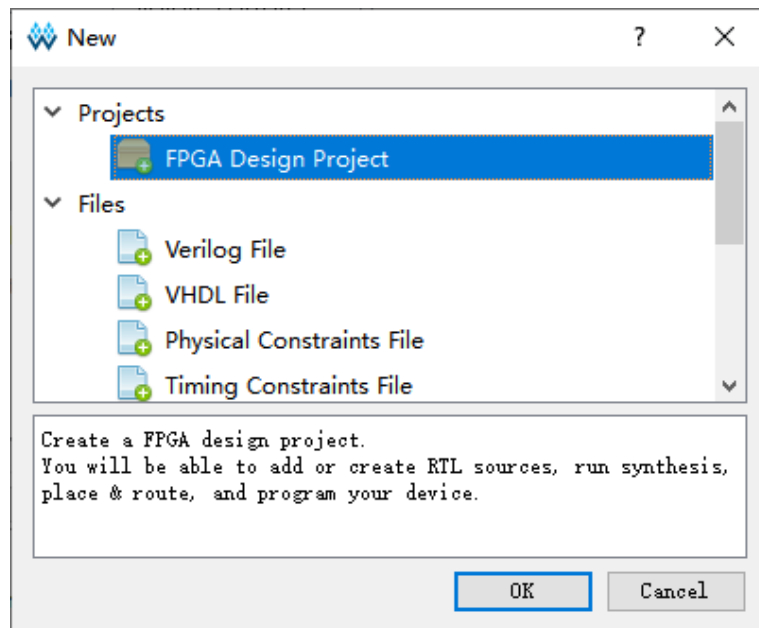 New
?
Projects
FPGA Design Project
Files
Verilog File
VHDL File
Physical Constraints File
Timing Constraints File
Create a FPGA design project.
You will be able to add or create RTL sources, run synthesis,
place & route, and program your device.
OK
Cancel